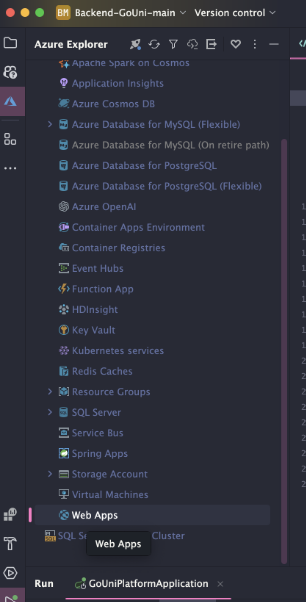 BM Backend-GoUni-main Version control
Azure Explorer
Apache Spark on Cosmos
Application Insights
Azure Cosmos DB
Azure Database for MySQL (Flexible)
Azure Database for MySQL (On retire path)
Azure Database for PostgreSQL
Azure Database for PostgreSQL (Flexible)
Azure OpenAI
Container Apps Environment
Container Registries
Event Hubs
Function App
HDInsight
Key Vault
Kubernetes services
Redis Caches
Resource Groups
SQL Server
Service Bus
Spring Apps
Storage Account
Virtual Machines
Web Apps
SQL Cluster
Web Apps
Run GoUniPlatformApplication